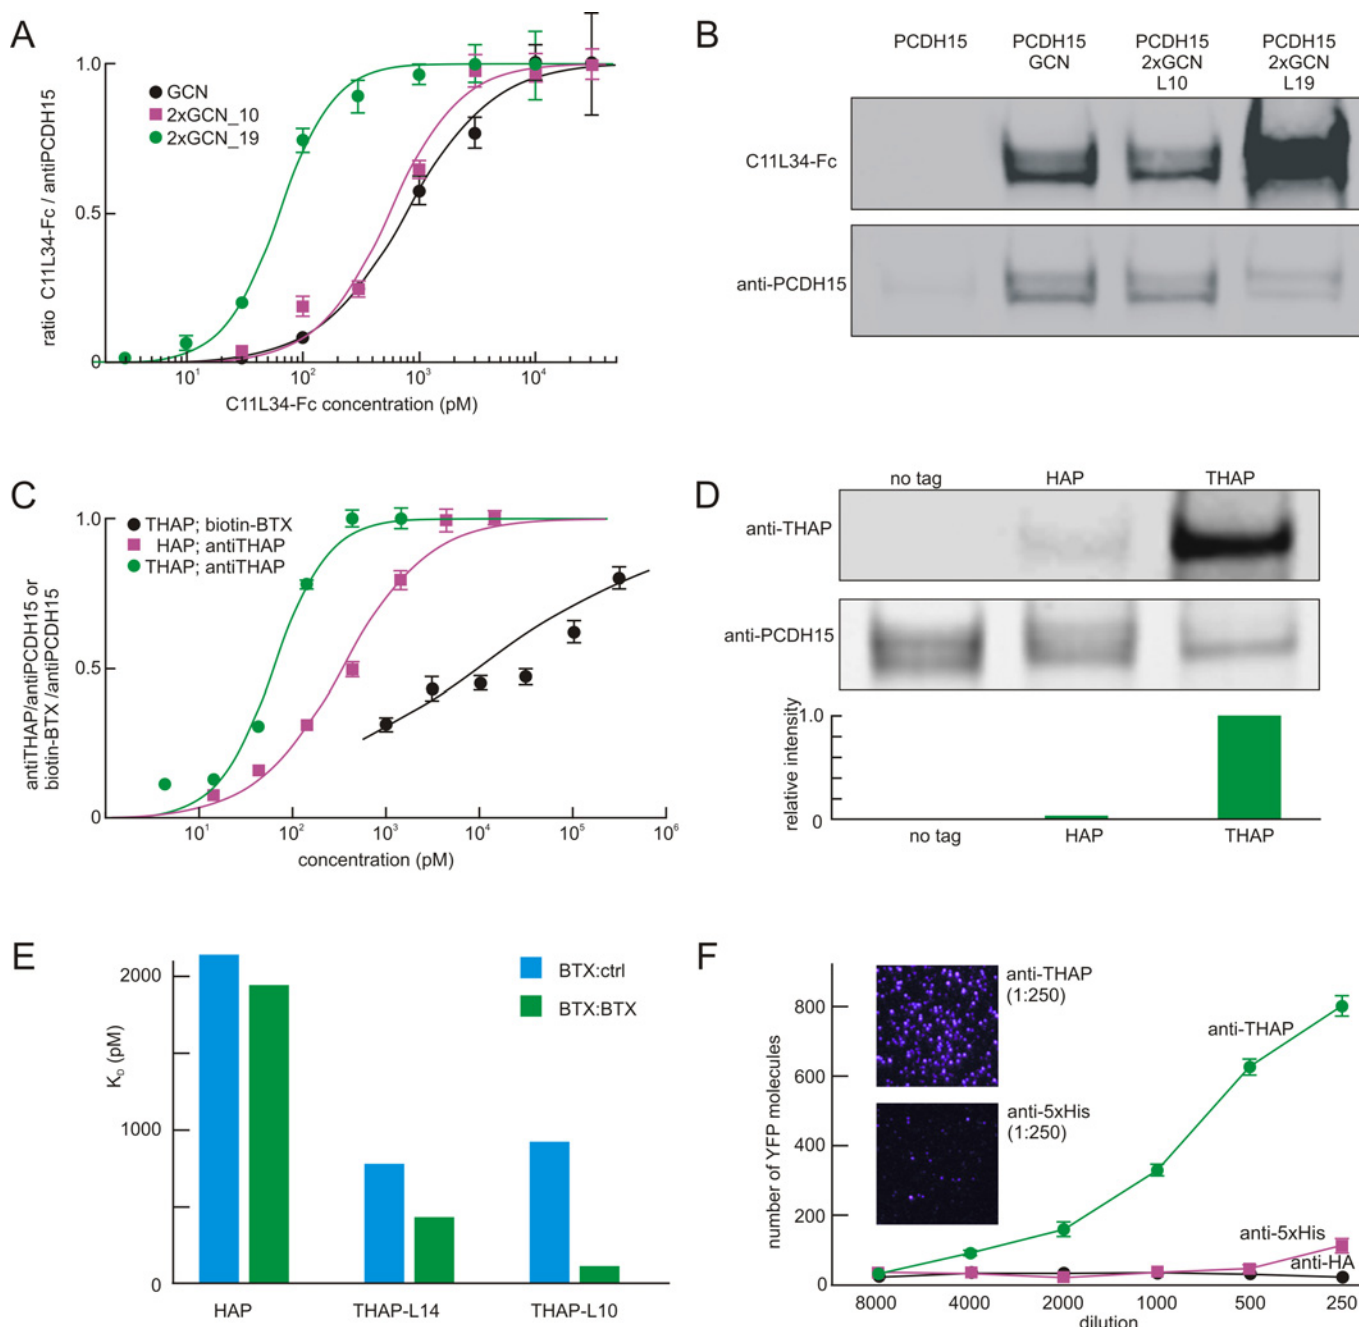 A
ratio C11L34-Fc / antiPCDH15
1.0
0.5
0
GCN
2xGCN_10
2xGCN_19
10¹ 10² 10³ 10⁴
C11L34-Fc concentration (pM)
B
PCDH15
PCDH15 GCN
PCDH15 2xGCN L10
PCDH15 2xGCN L19
C11L34-Fc
anti-PCDH15
C
antiTHAP/antiPCDH15 or
biotin-BTX /antiPCDH15
1.0
0.5
0
THAP; biotin-BTX
HAP; antiTHAP
THAP; antiTHAP
10¹ 10² 10³ 10⁴ 10⁵ 10⁶
concentration (pM)
D
no tag HAP THAP
anti-THAP
anti-PCDH15
relative intensity
1.0
0
no tag HAP THAP
E
K_D (pM)
2000
1000
0
BTX:ctrl
BTX:BTX
HAP THAP-L14 THAP-L10
F
number of YFP molecules
800
600
400
200
0
anti-THAP
(1:250)
anti-5xHis
(1:250)
anti-THAP
anti-5xHis
anti-HA
8000 4000 2000 1000 500 250
dilution